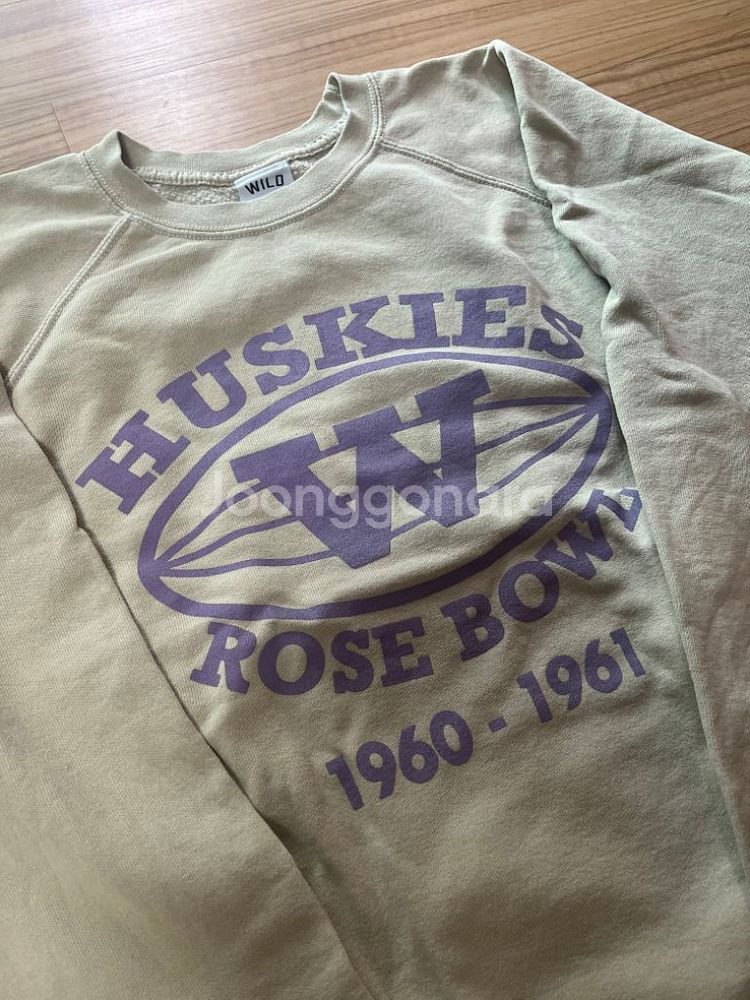 WILD
HUSKIES
W
Joonggonara
ROSE BOWL
1960 - 1961